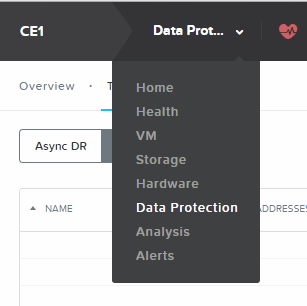 CE1 Data Prot...
Home
Overview
Health
VM
Async DR
Storage
Hardware
NAME
Data Protection
ADDRESSES
Analysis
Alerts